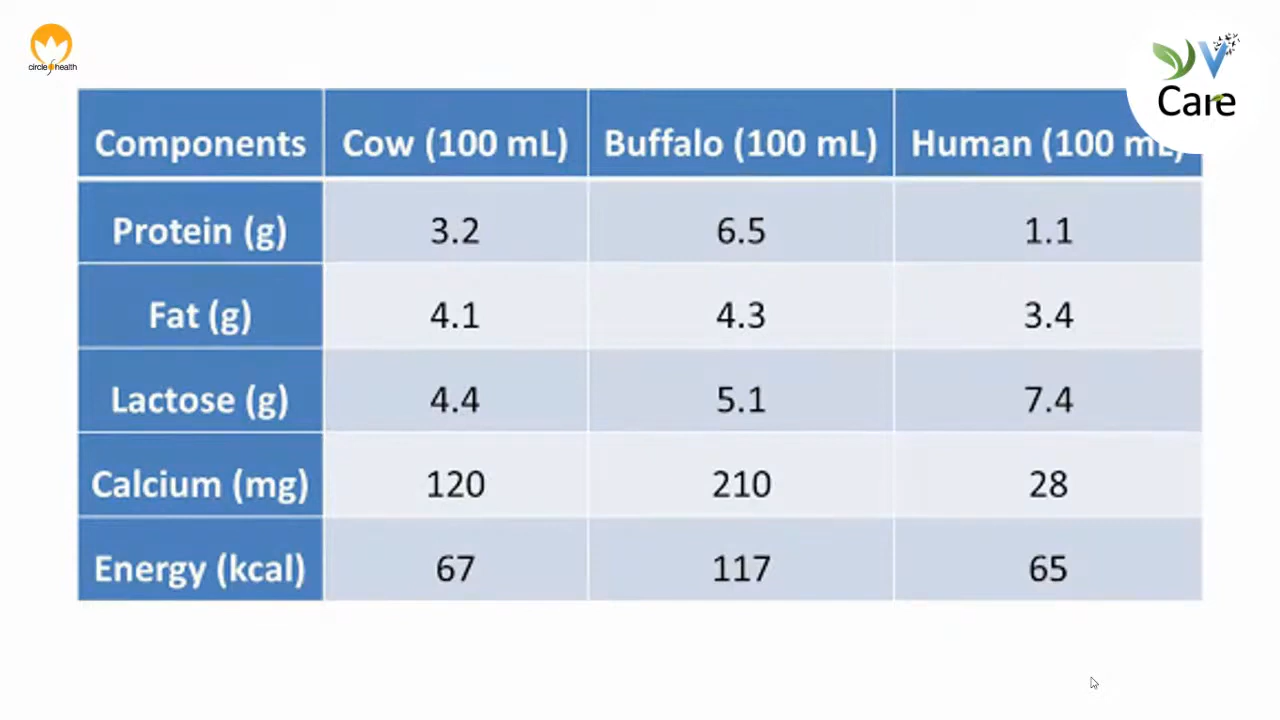 circle of health
V
Care
Components Cow (100 mL) Buffalo (100 mL) Human (100 mL)
Protein (g) 3.2 6.5 1.1
Fat (g) 4.1 4.3 3.4
Lactose (g) 4.4 5.1 7.4
Calcium (mg) 120 210 28
Energy (kcal) 67 117 65